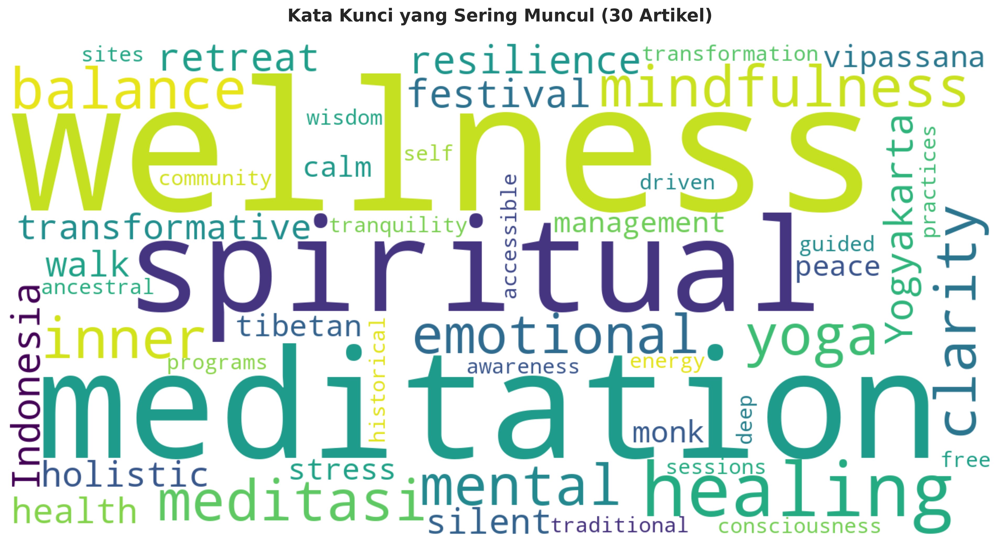 Kata Kunci yang Sering Muncul (30 Artikel)
sites
retreat
resilience
transformation
vipassana
balance
festival
mindfulness
wellness
wisdom
self
calm
community
driven
accessible
Yogyakarta
practices
transformative
tranquility
management
spiritual
guided
peace
walk
ancestral
clarity
Indonesia
inner
tibetan
historical
emotional
yoga
programs
awareness
energy
meditation
monk
deep
holistic
stress
sessions
free
health
meditasi
mental
healing
silent
traditional
consciousness